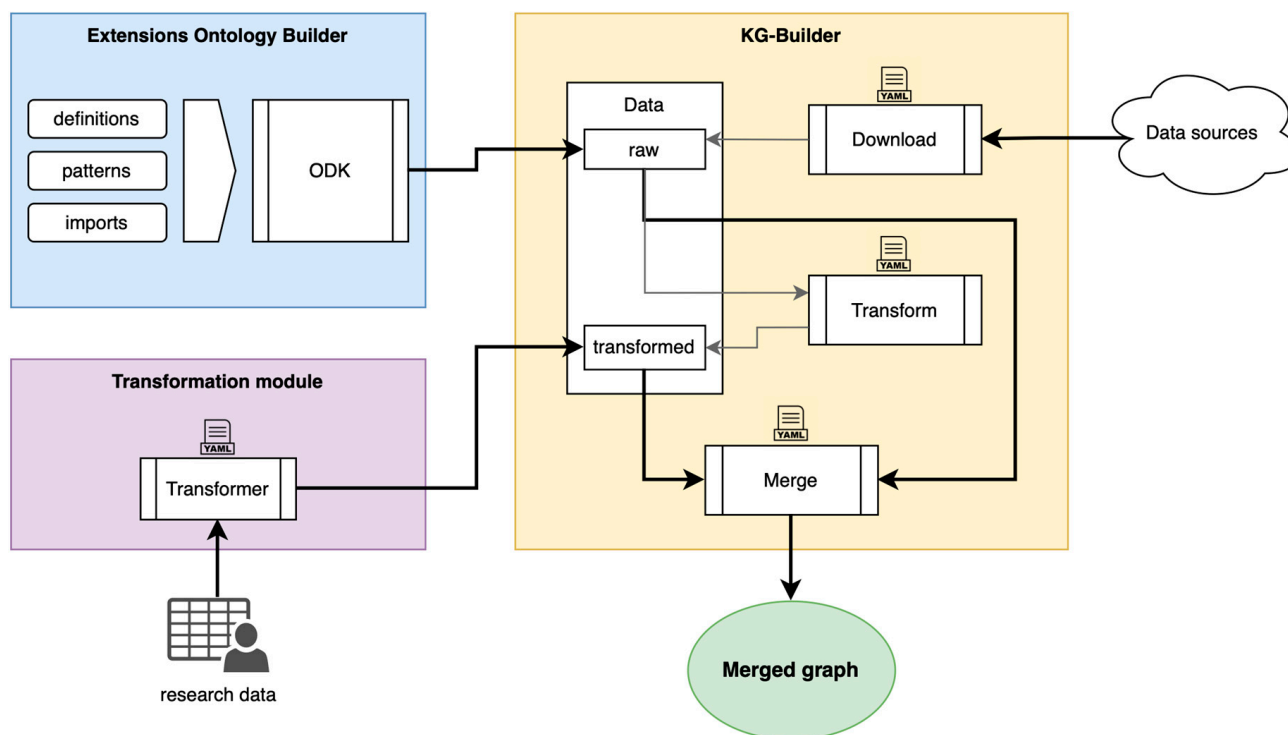 Extensions Ontology Builder
definitions
patterns
imports
ODK
KG-Builder
Data
raw
YAML
Download
Data sources
YAML
Transform
transformed
YAML
Merge
Transformation module
YAML
Transformer
research data
Merged graph